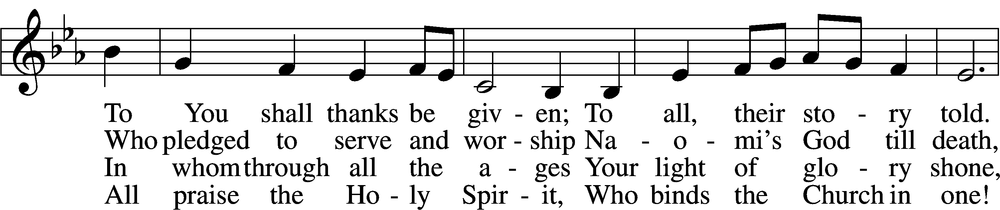 To You shall thanks be giv - en; To all, their sto - ry told.
Who pledged to serve and wor - ship Na - o - mi's God till death,
In whom through all the a - ges Your light of glo - ry shone,
All praise the Ho - ly Spir - it, Who binds the Church in one!